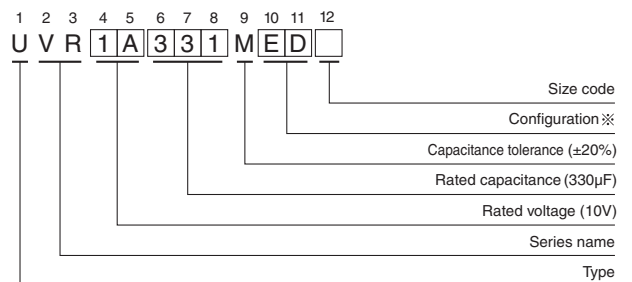 1 2 3 4 5 6 7 8 9 10 11 12
U V R 1 A 3 3 1 M E D
Size code
Configuration※
Capacitance tolerance (±20%)
Rated capacitance (330µF)
Rated voltage (10V)
Series name
Type